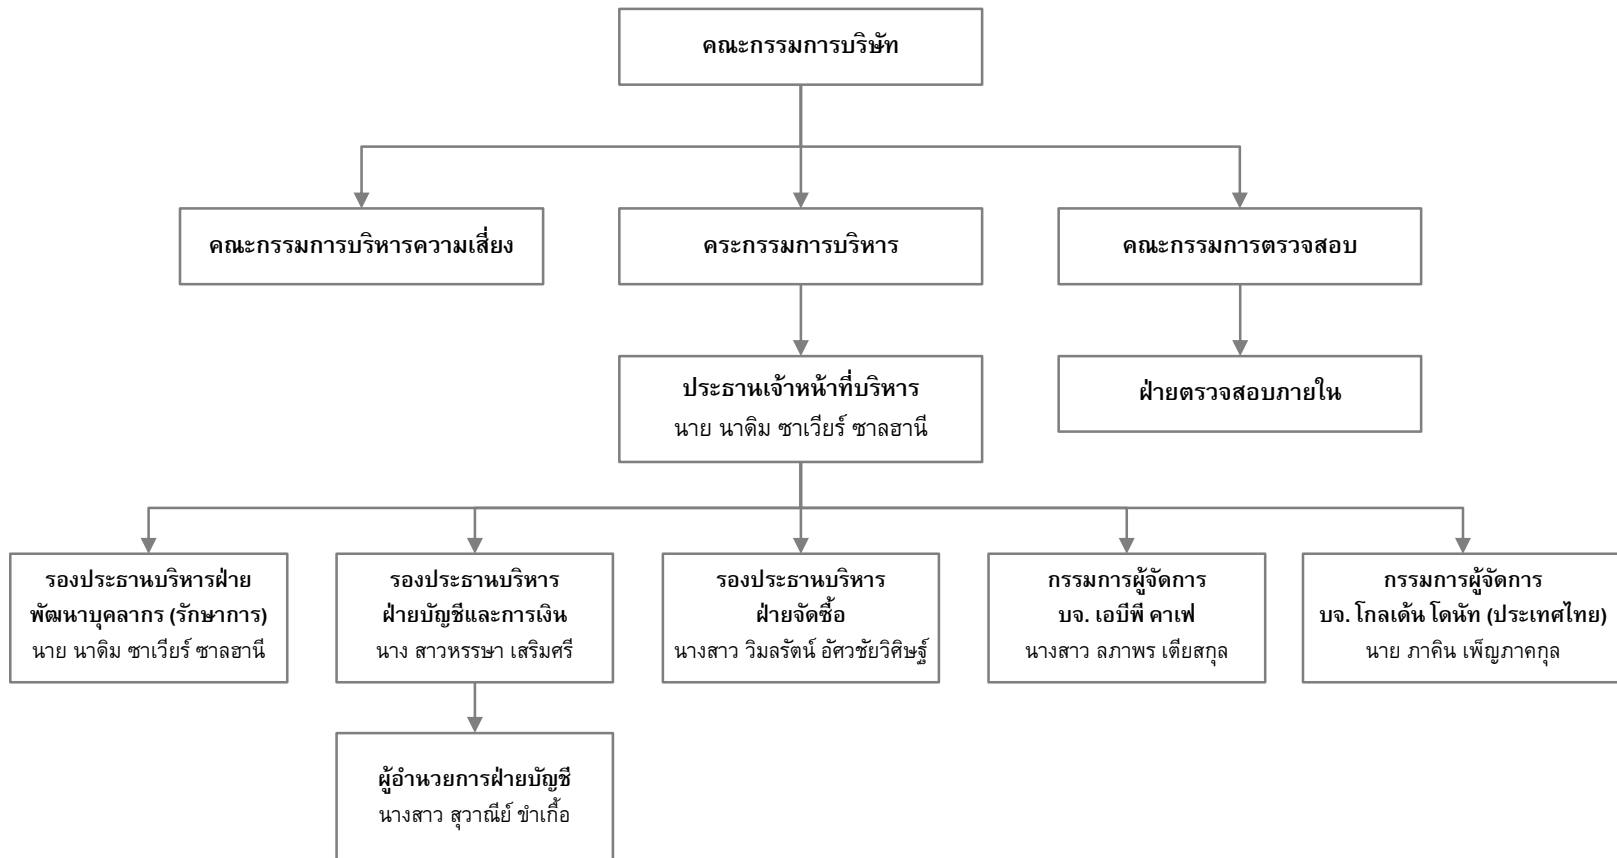 คณะกรรมการบริษัท
คณะกรรมการบริหารความเสี่ยง
คระกรรมการบริหาร
คณะกรรมการตรวจสอบ
ประธานเจ้าหน้าที่บริหาร
นาย นาดิม ซาเวียร์ ซาลฮานี
ฝ่ายตรวจสอบภายใน
รองประธานบริหารฝ่าย
พัฒนาบุคลากร (รักษาการ)
นาย นาดิม ซาเวียร์ ซาลฮานี
รองประธานบริหาร
ฝ่ายบัญชีและการเงิน
นาง สาวหรรษา เสริมศรี
รองประธานบริหาร
ฝ่ายจัดซื้อ
นางสาว วิมลรัตน์ อัศวชัยวิศิษฐ์
กรรมการผู้จัดการ
บจ. เอบีพี คาเฟ่
นางสาว ลภาพร เตียสกุล
กรรมการผู้จัดการ
บจ. โกลเด้น โดนัท (ประเทศไทย)
นาย ภาคิน เพ็ญภาคกุล
ผู้อำนวยการฝ่ายบัญชี
นางสาว สุวาณีย์ ขำเกื้อ